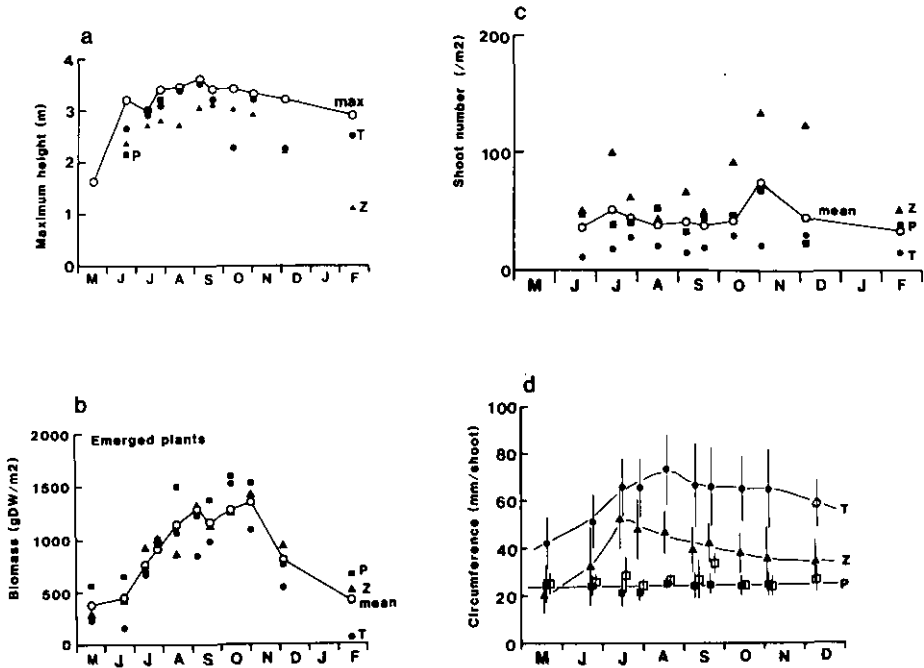 a
Maximum height (m)
4
3
2
1
0
max
T
P
Z
M J J A S O N D J F
c
Shoot number (/m2)
200
100
0
mean
Z
P
T
M J J A S O N D J F
b
Emerged plants
Biomass (gDW/m2)
2000
1500
1000
500
0
P
Z
mean
T
M J J A S O N D J F
d
Circumference (mm/shoot)
100
80
60
40
20
0
T
Z
P
M J J A S O N D